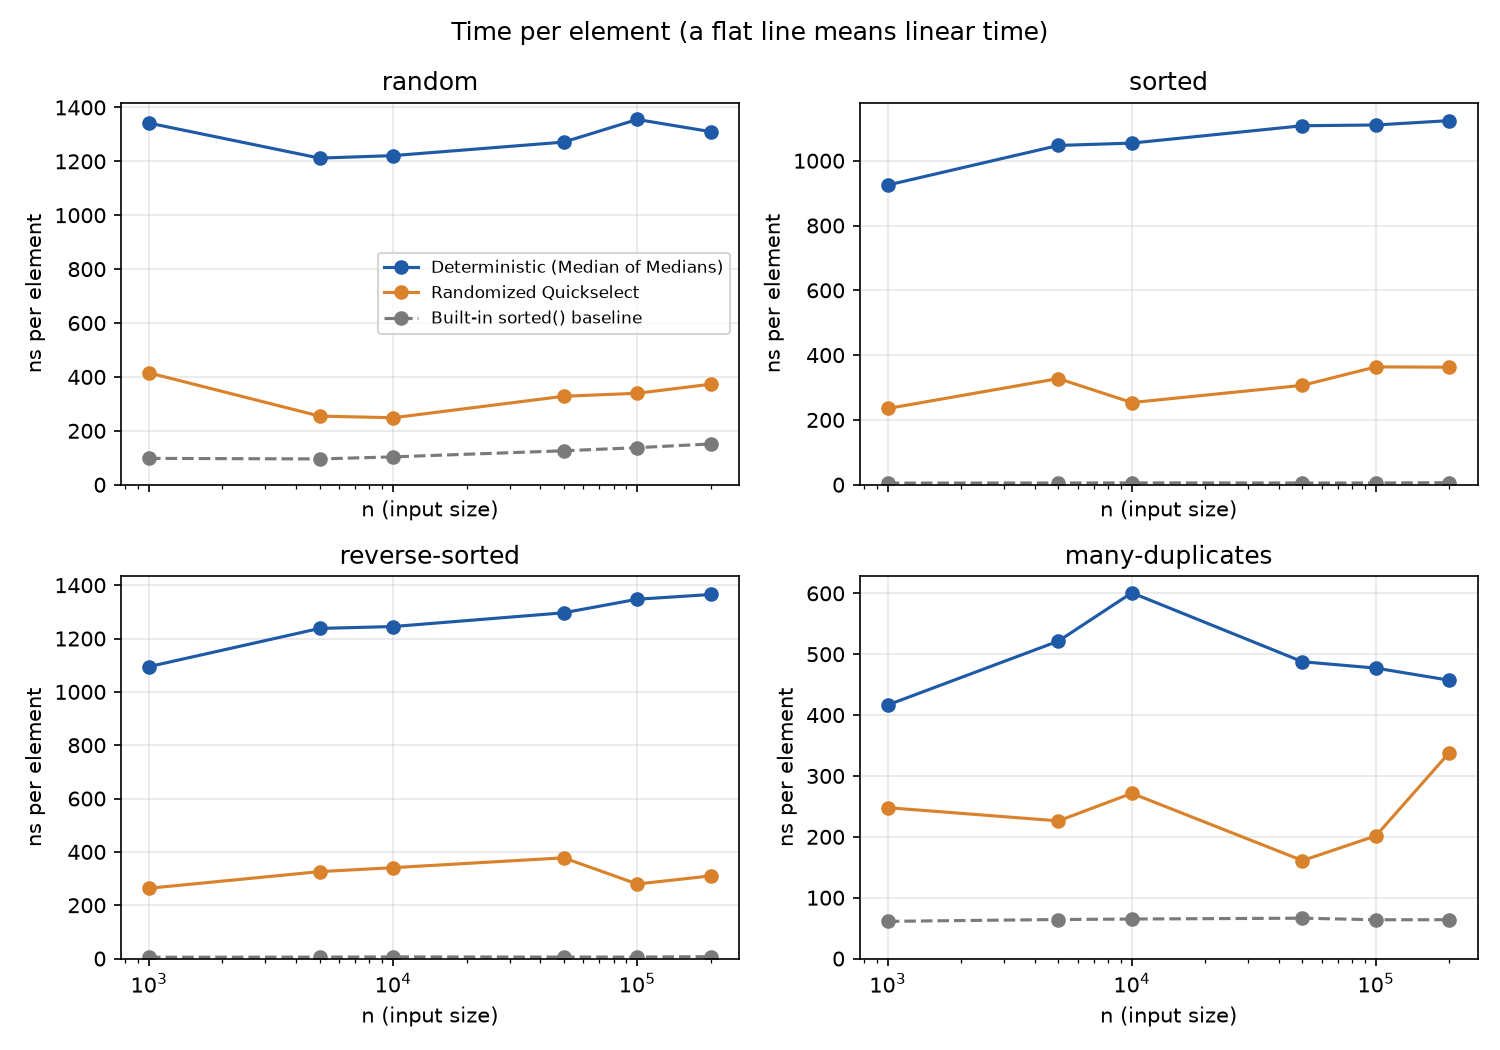 Time per element (a flat line means linear time)
random
1400
1200
1000
800
600
400
200
0
ns per element
n (input size)
Deterministic (Median of Medians)
Randomized Quickselect
Built-in sorted() baseline
sorted
1000
800
600
400
200
0
ns per element
n (input size)
reverse-sorted
1400
1200
1000
800
600
400
200
0
ns per element
10³ 10⁴ 10⁵
n (input size)
many-duplicates
600
500
400
300
200
100
0
ns per element
10³ 10⁴ 10⁵
n (input size)